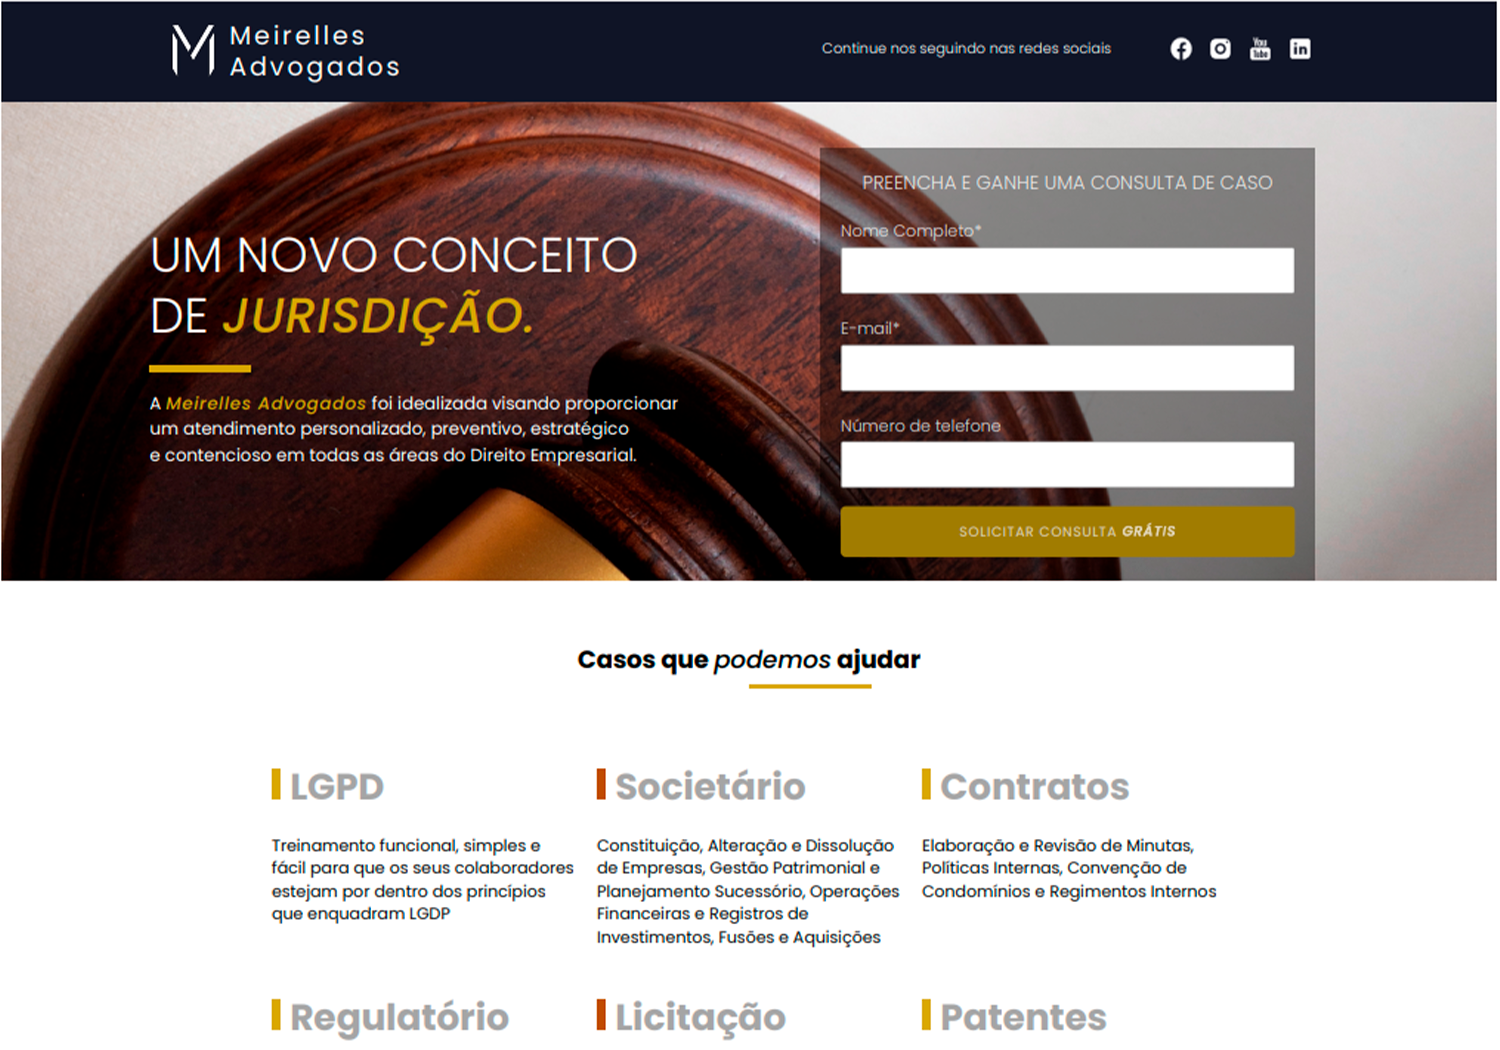 Meirelles
Advogados
Continue nos seguindo nas redes sociais
You
Tube
in
UM NOVO CONCEITO
DE JURISDIÇÃO.
A Meirelles Advogados foi idealizada visando proporcionar
um atendimento personalizado, preventivo, estratégico
e contencioso em todas as áreas do Direito Empresarial.
PREENCHA E GANHE UMA CONSULTA DE CASO
Nome Completo*
E-mail*
Número de telefone
SOLICITAR CONSULTA GRÁTIS
Casos que podemos ajudar
LGPD
Treinamento funcional, simples e
fácil para que os seus colaboradores
estejam por dentro dos princípios
que enquadram LGDP
Societário
Constituição, Alteração e Dissolução
de Empresas, Gestão Patrimonial e
Planejamento Sucessório, Operações
Financeiras e Registros de
Investimentos, Fusões e Aquisições
Contratos
Elaboração e Revisão de Minutas,
Políticas Internas, Convenção de
Condomínios e Regimentos Internos
Regulatório
Licitação
Patentes